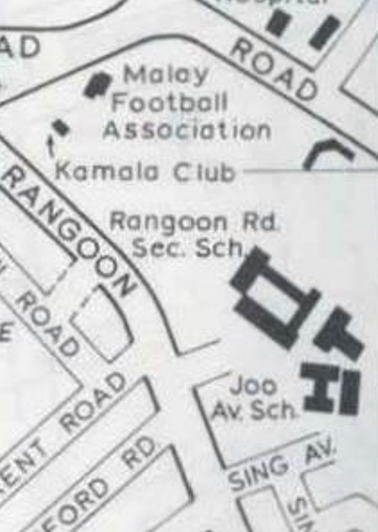 Hospital
AD
ROAD
Malay
Football
Association
Kamala Club
RANGOON
Rangoon Rd.
Sec. Sch.
ROAD
E
Joo
Av. Sch.
ENT ROAD
FORD RD.
SING AV.